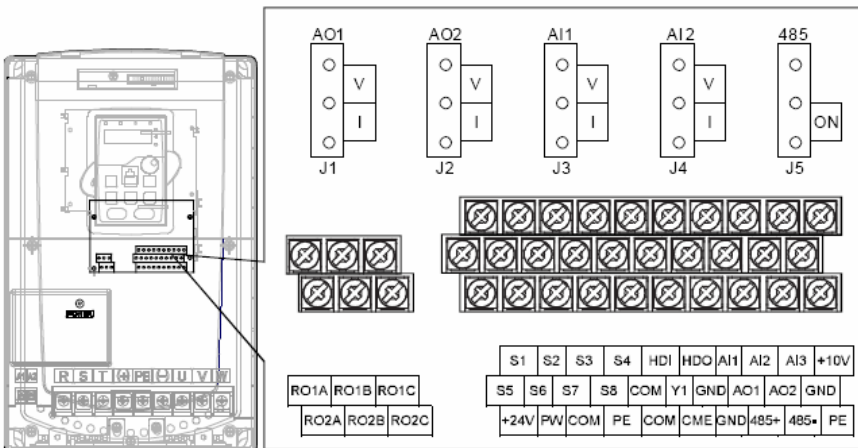 AO1 AO2 AI1 AI2 485
V V V V
I I I I ON
J1 J2 J3 J4 J5
R S T (+) PE (-) U V W
S1 S2 S3 S4 HDI HDO AI1 AI2 AI3 +10V
RO1A RO1B RO1C S5 S6 S7 S8 COM Y1 GND AO1 AO2 GND
RO2A RO2B RO2C +24V PW COM PE COM CME GND 485+ 485- PE